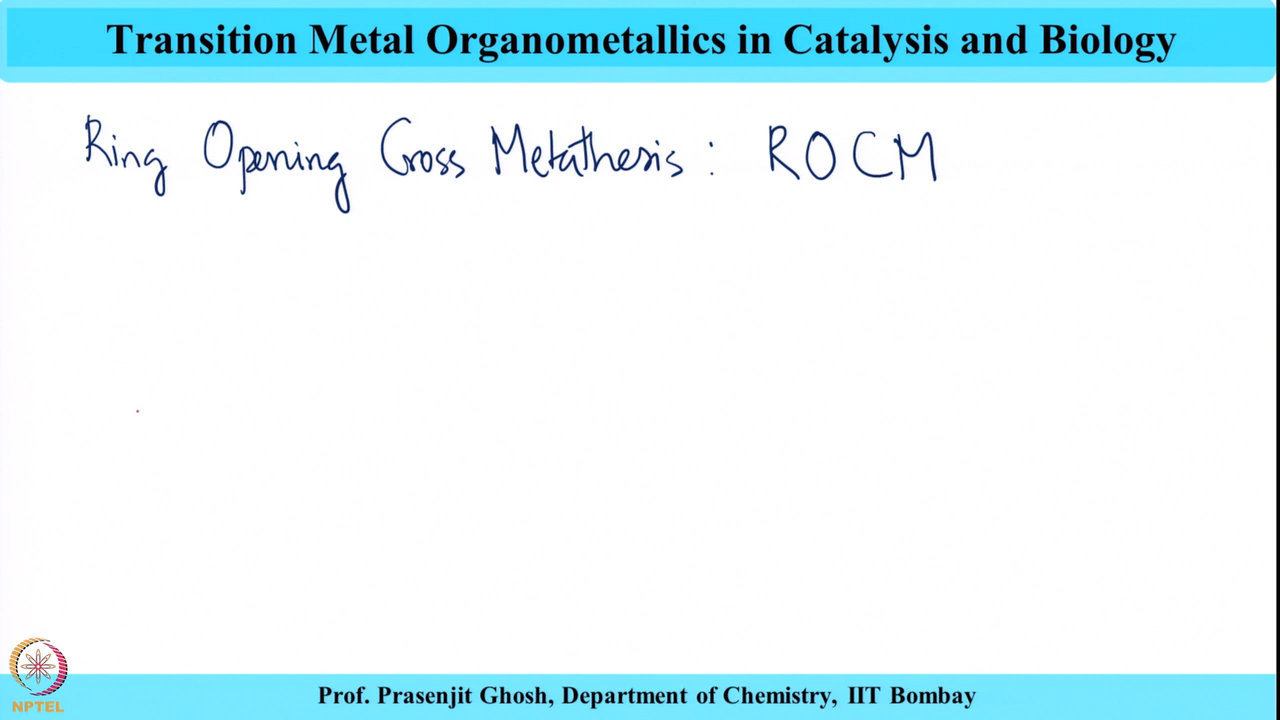 Transition Metal Organometallics in Catalysis and Biology
Ring Opening Cross Metathesis : ROCM
NPTEL
Prof. Prasenjit Ghosh, Department of Chemistry, IIT Bombay